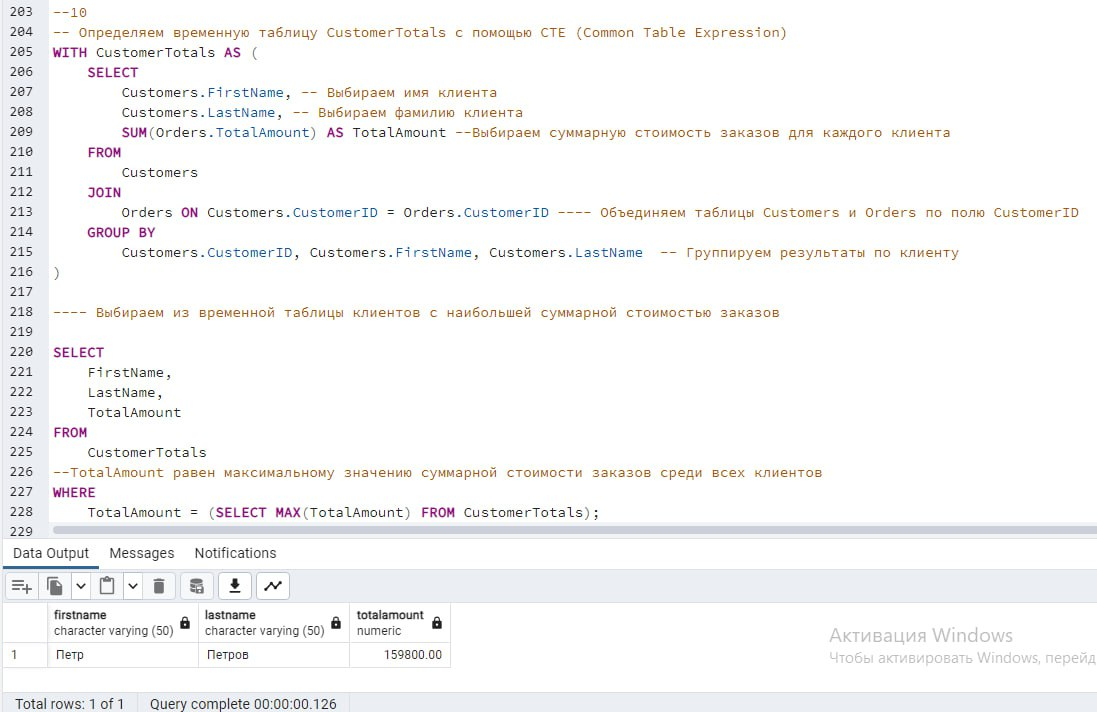 203 --10
204 -- Определяем временную таблицу CustomerTotals с помощью CTE (Common Table Expression)
205 WITH CustomerTotals AS (
206 SELECT
207 Customers.FirstName, -- Выбираем имя клиента
208 Customers.LastName, -- Выбираем фамилию клиента
209 SUM(Orders.TotalAmount) AS TotalAmount --Выбираем суммарную стоимость заказов для каждого клиента
210 FROM
211 Customers
212 JOIN
213 Orders ON Customers.CustomerID = Orders.CustomerID ---- Объединяем таблицы Customers и Orders по полю CustomerID
214 GROUP BY
215 Customers.CustomerID, Customers.FirstName, Customers.LastName -- Группируем результаты по клиенту
216 )
217
218 ---- Выбираем из временной таблицы клиентов с наибольшей суммарной стоимостью заказов
219
220 SELECT
221 FirstName,
222 LastName,
223 TotalAmount
224 FROM
225 CustomerTotals
226 --TotalAmount равен максимальному значению суммарной стоимости заказов среди всех клиентов
227 WHERE
228 TotalAmount = (SELECT MAX(TotalAmount) FROM CustomerTotals);
229
Data Output Messages Notifications
firstname lastname totalamount
character varying (50) character varying (50) numeric
1 Петр Петров 159800.00
Активация Windows
Чтобы активировать Windows, перейд
Total rows: 1 of 1 Query complete 00:00:00.126